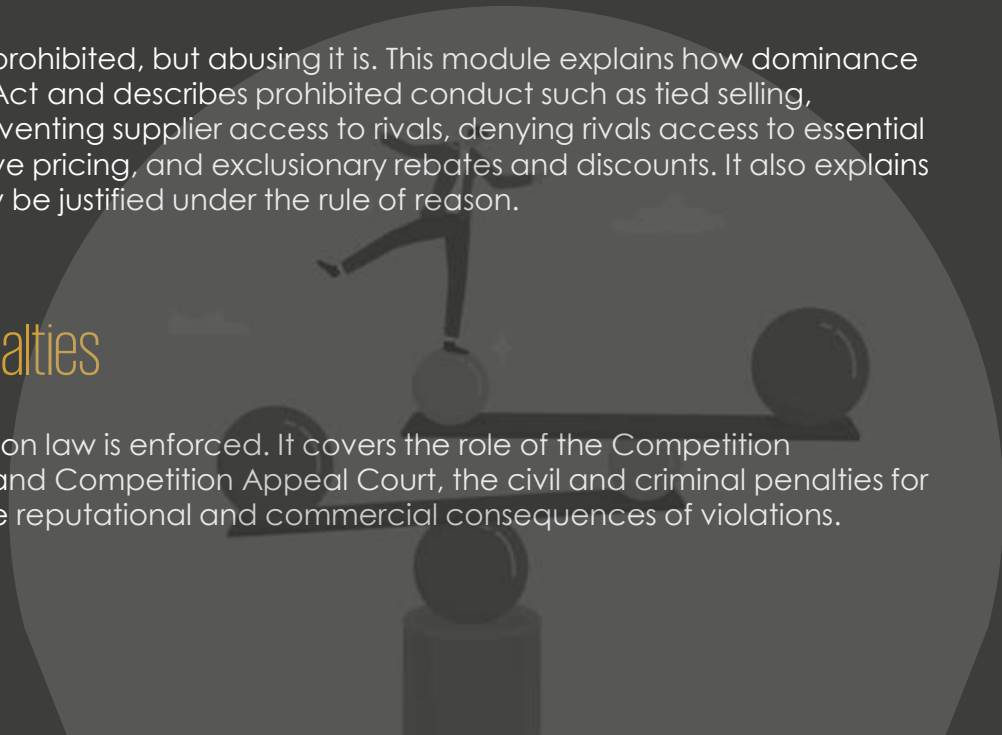 prohibited, but abusing it is. This module explains how dominance
Act and describes prohibited conduct such as tied selling,
venting supplier access to rivals, denying rivals access to essential
ve pricing, and exclusionary rebates and discounts. It also explains
y be justified under the rule of reason.
alties
on law is enforced. It covers the role of the Competition
and Competition Appeal Court, the civil and criminal penalties for
e reputational and commercial consequences of violations.